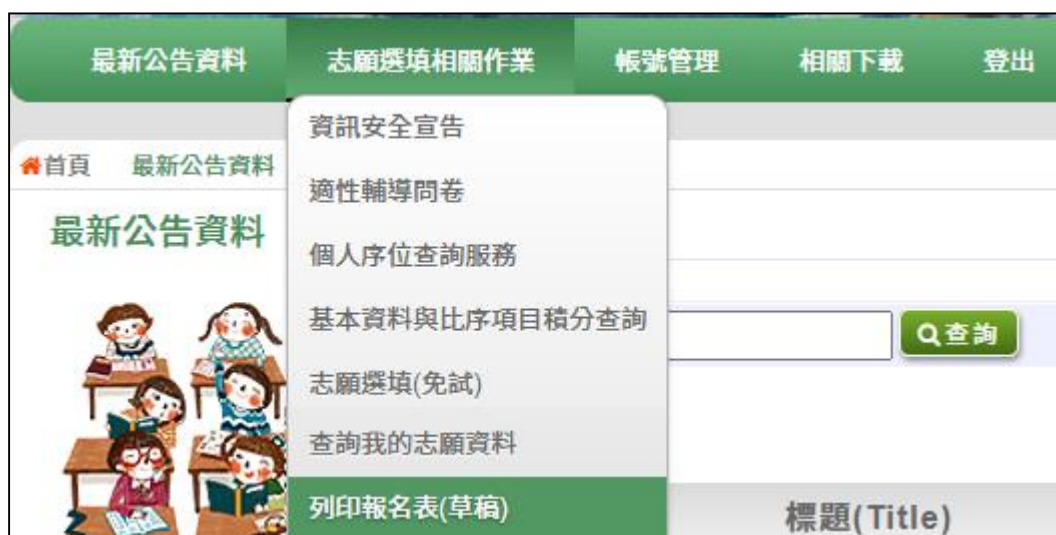 最新公告資料 志願選填相關作業 帳號管理 相關下載 登出
資訊安全宣告
首頁 最新公告資料
適性輔導問卷
最新公告資料
個人序位查詢服務
基本資料與比序項目積分查詢
查詢
志願選填(免試)
查詢我的志願資料
列印報名表(草稿)
標題(Title)